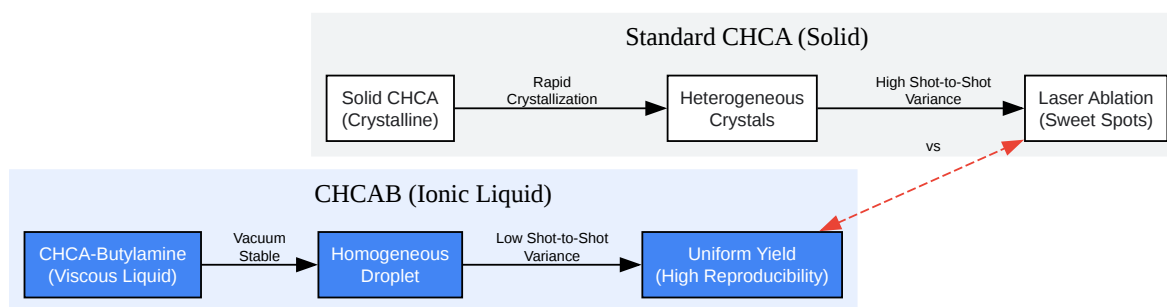 Standard CHCA (Solid)
Solid CHCA
(Crystalline)
Rapid
Crystallization
Heterogeneous
Crystals
High Shot-to-Shot
Variance
Laser Ablation
(Sweet Spots)
vs
CHCAB (Ionic Liquid)
CHCA-Butylamine
(Viscous Liquid)
Vacuum
Stable
Homogeneous
Droplet
Low Shot-to-Shot
Variance
Uniform Yield
(High Reproducibility)